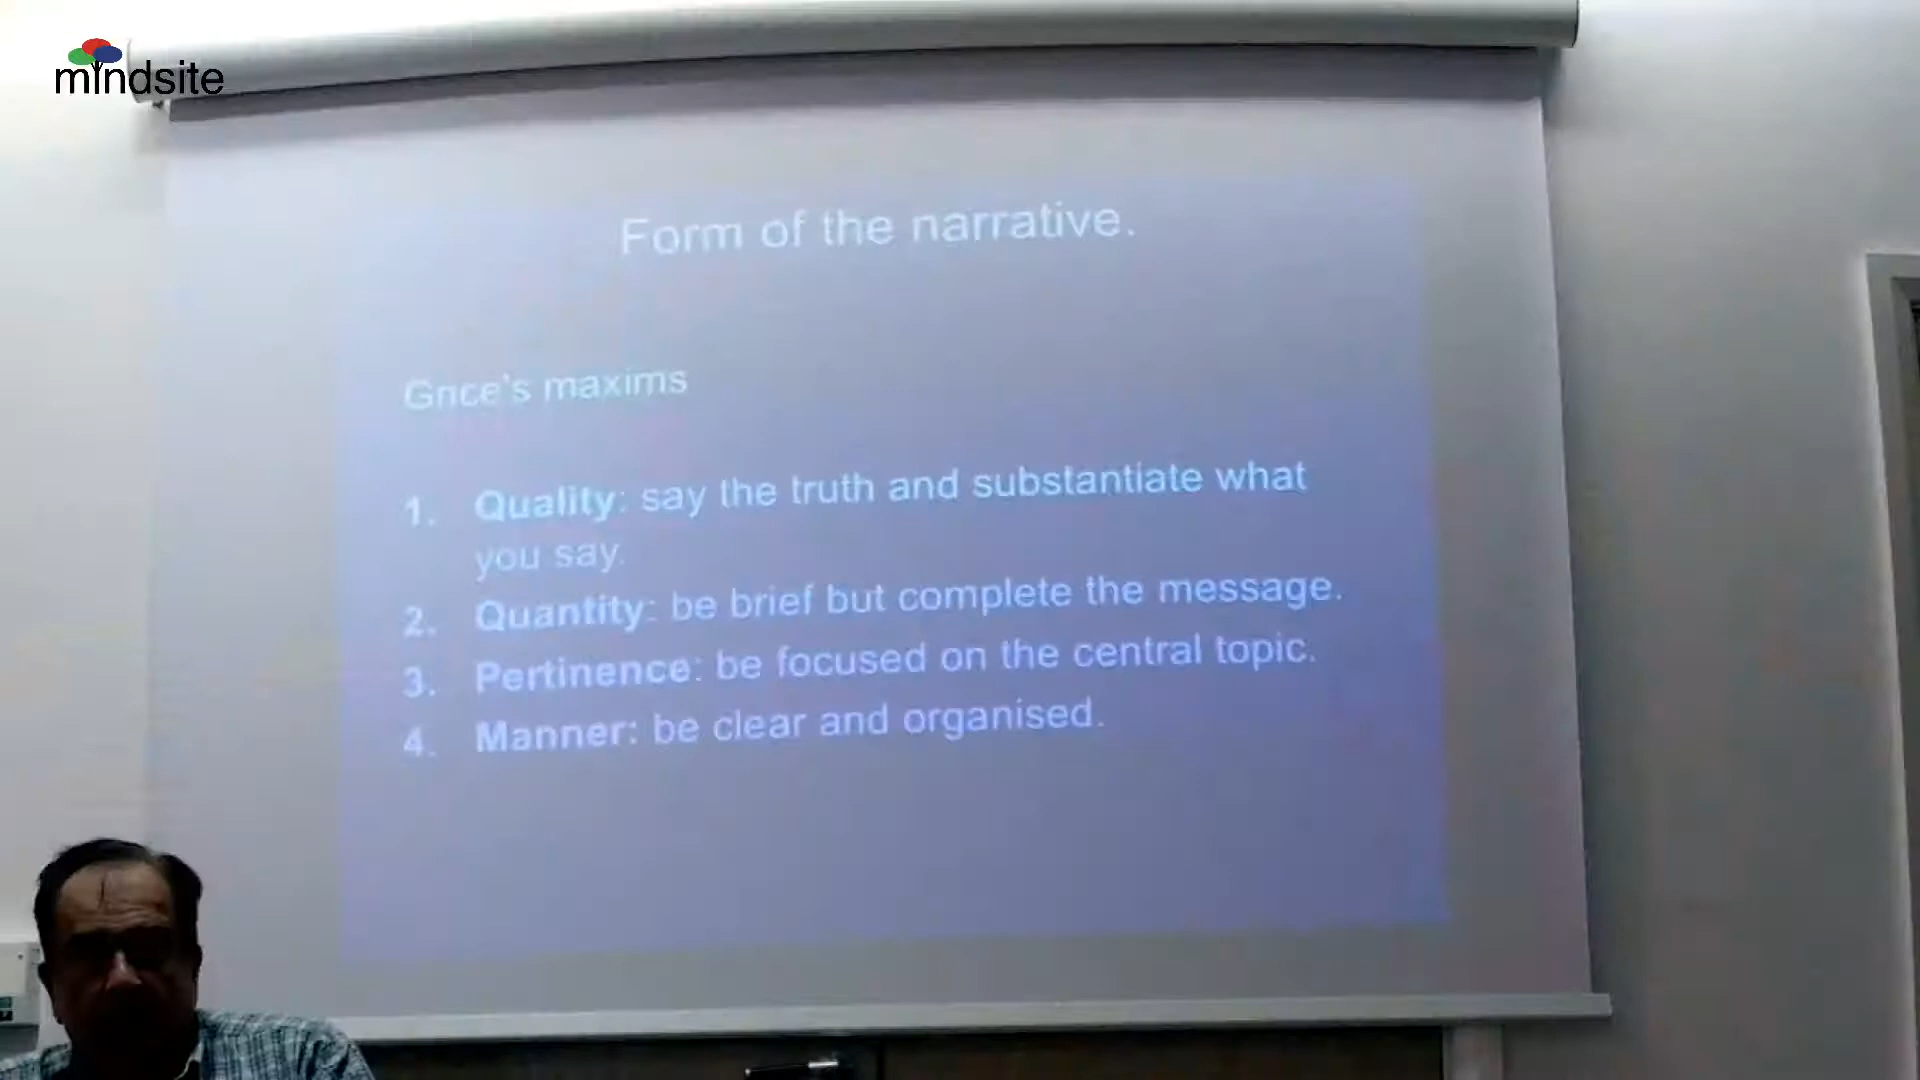 mindsite
Form of the narrative.
Grice's maxims
1. Quality: say the truth and substantiate what
you say.
2. Quantity: be brief but complete the message.
3. Pertinence: be focused on the central topic.
4. Manner: be clear and organised.